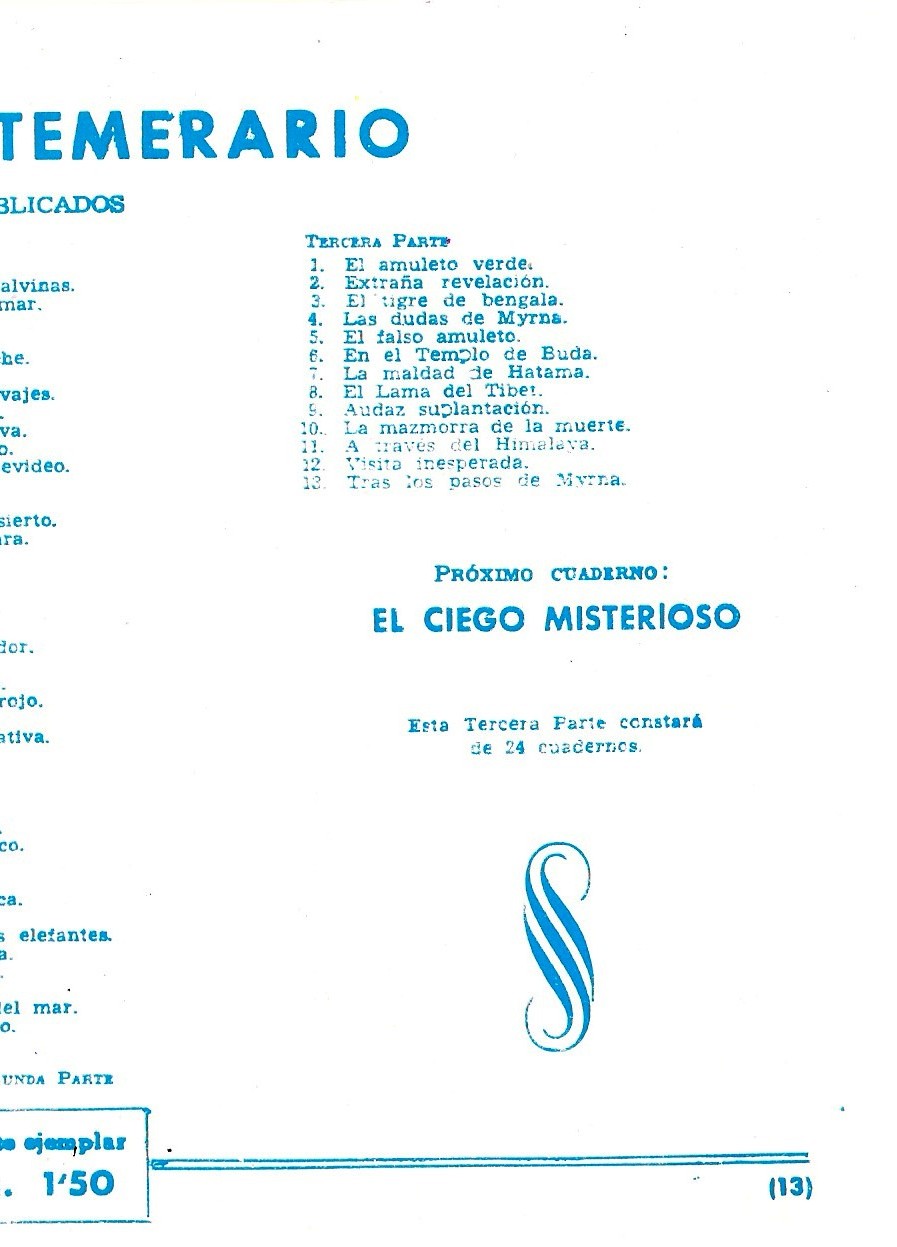 TEMERARIO
BLICADOS
alvinas.
mar.
he.
vajes.
va.
o.
evideo.
sierto.
ara.
dor.
rojo.
ativa.
co.
ca.
s elefantes.
a.
del mar.
o.
UNDA PARTE
ejemplar
. 1'50
TERCERA PARTE
1. El amuleto verde.
2. Extraña revelación.
3. El tigre de bengala.
4. Las dudas de Myrna.
5. El falso amuleto.
6. En el Templo de Buda.
7. La maldad de Hatama.
8. El Lama del Tibet.
9. Audaz suplantación.
10. La mazmorra de la muerte.
11. A través del Himalaya.
12. Visita inesperada.
13. Tras los pasos de Myrna.
PRÓXIMO CUADERNO:
EL CIEGO MISTERIOSO
Esta Tercera Parte constará
de 24 cuadernos.
(13)